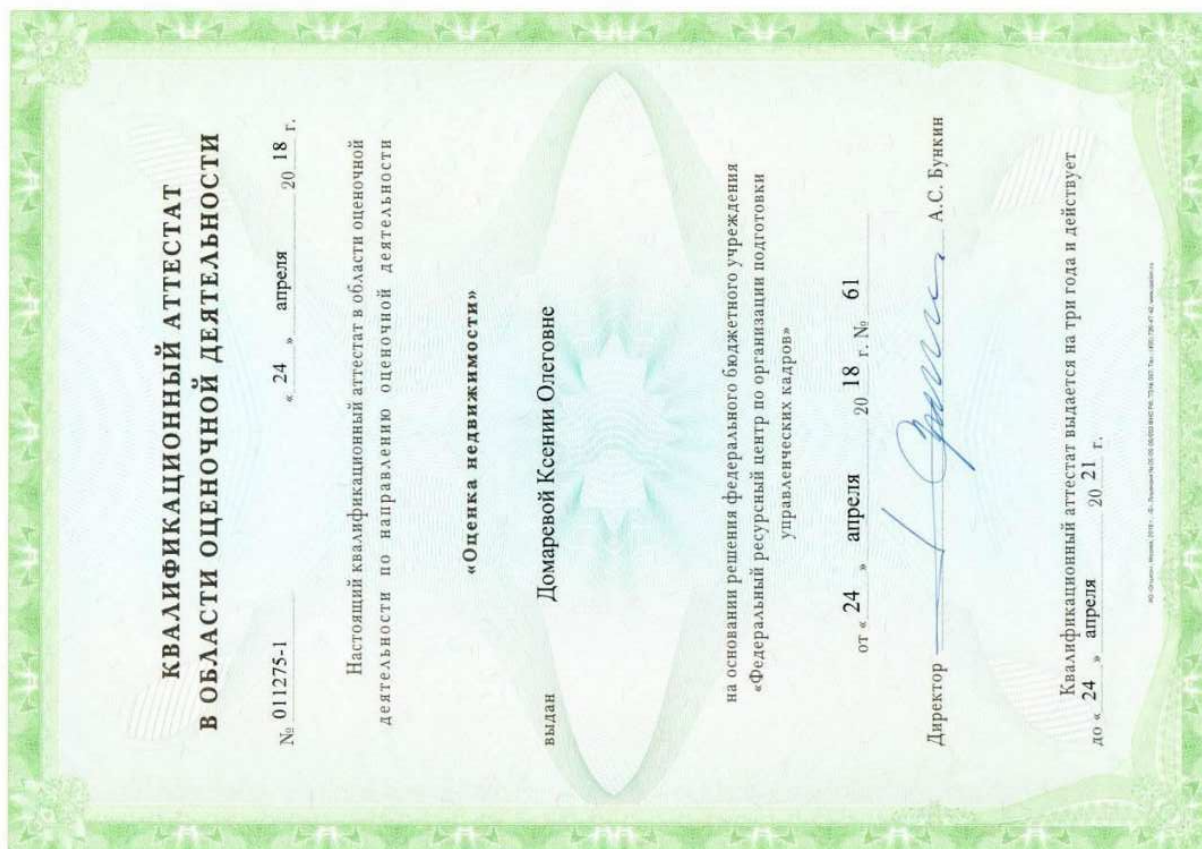 КВАЛИФИКАЦИОННЫЙ АТТЕСТАТ
В ОБЛАСТИ ОЦЕНОЧНОЙ ДЕЯТЕЛЬНОСТИ
№ 011275-1 « 24 » апреля 20 18 г.
Настоящий квалификационный аттестат в области оценочной
деятельности по направлению оценочной деятельности
«Оценка недвижимости»
выдан Домаревой Ксении Олеговне
на основании решения федерального бюджетного учреждения
«Федеральный ресурсный центр по организации подготовки
управленческих кадров»
от « 24 » апреля 20 18 г. № 61
Директор А.С. Бункин
Квалификационный аттестат выдается на три года и действует
до « 24 » апреля 20 21 г.